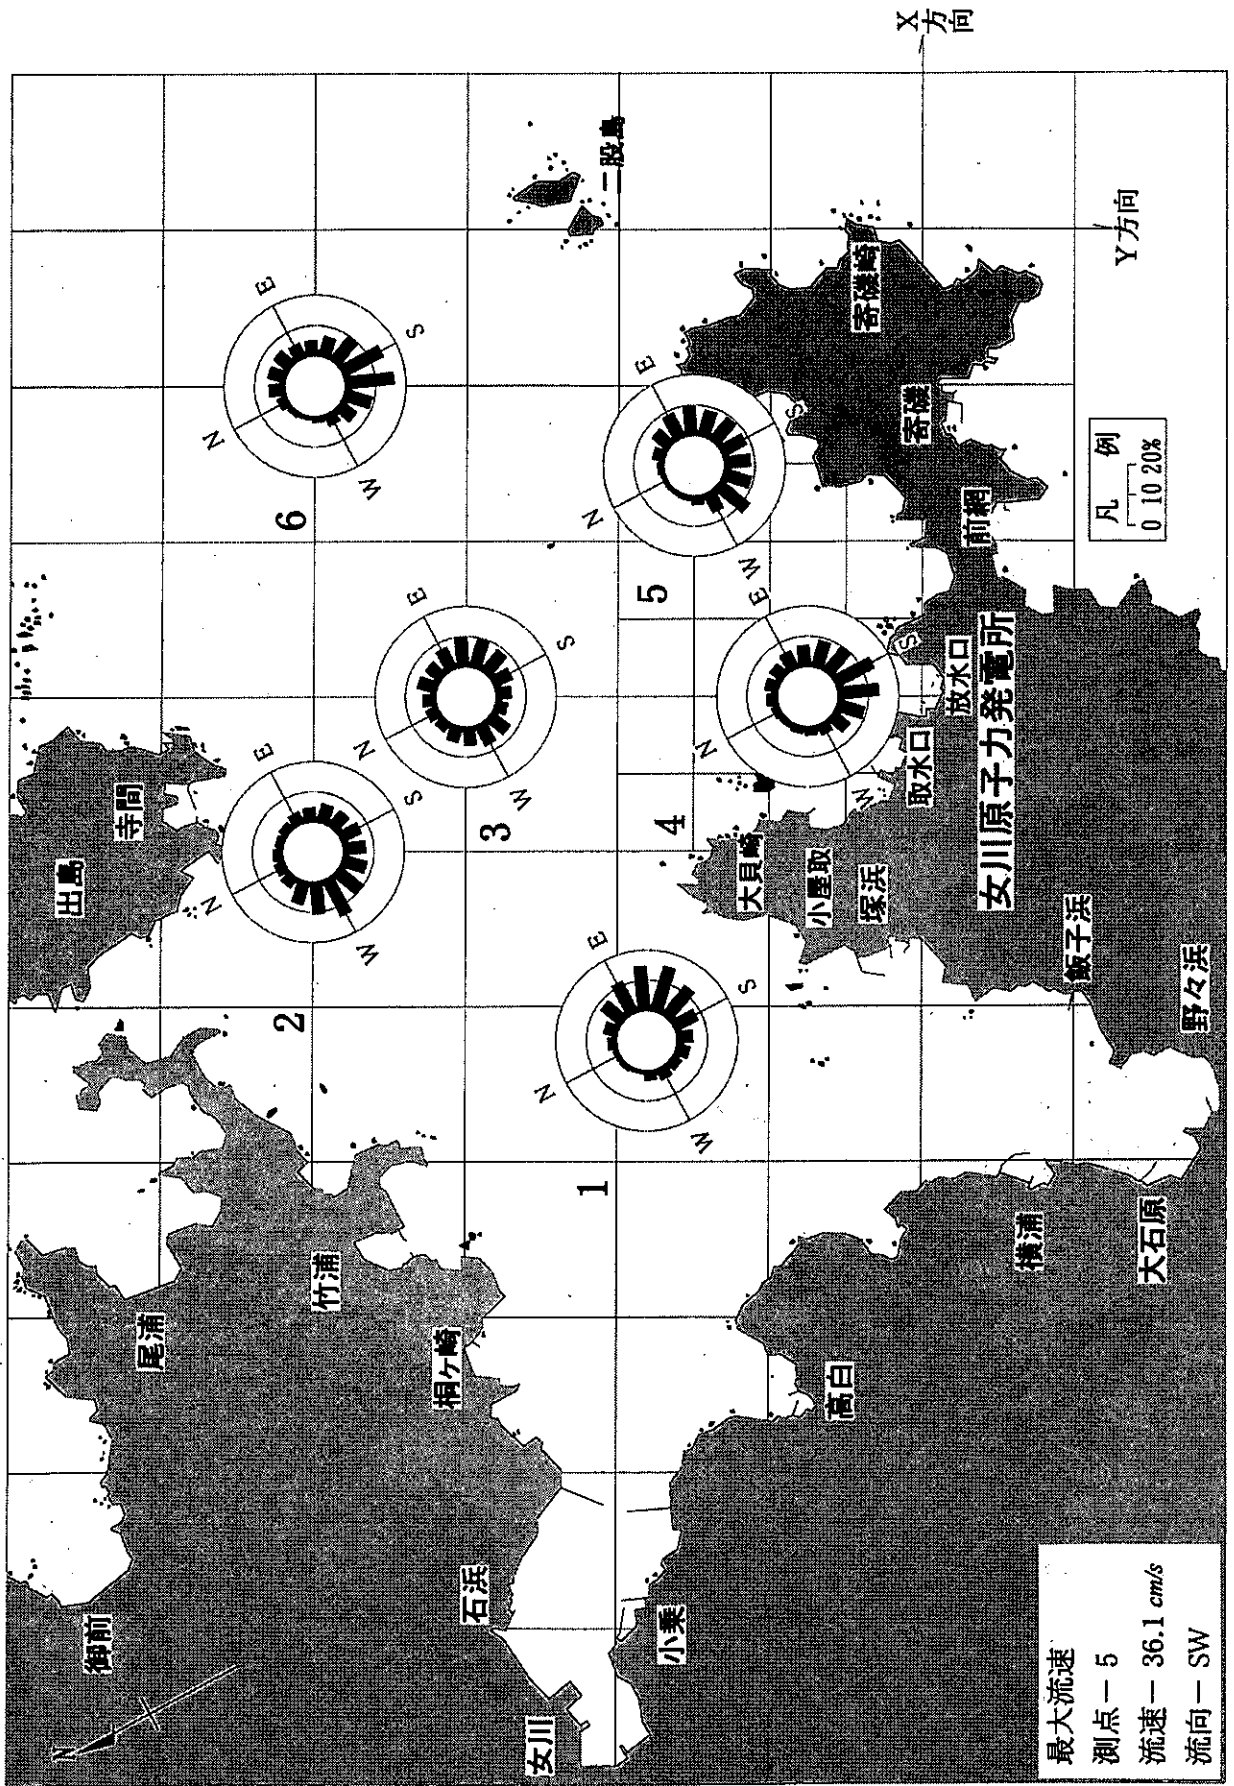 御前
尾浦
竹浦
桐ケ崎
石浜
女川
小乗
高白
横浦
大石原
野々浜
飯子浜
塚浜
小屋取
大貝崎
取水口
放水口
女川原子力発電所
前網
寄磯
寄磯崎
二股島
出島
寺間
N
1
N
E
S
W
2
N
E
S
W
3
N
E
S
W
4
N
E
S
W
5
N
E
S
W
6
N
E
S
W
X方向
Y方向
凡 例
0 10 20%
最大流速
測点 ー 5
流速 ー 36.1 cm/s
流向 ー SW